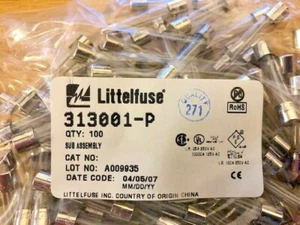 Littelfuse®
QUALITY
271
RoHS
313001-P
QTY: 100
SUB ASSEMBLY
CAT NO:
LOT NO: A009935
DATE CODE: 04/05/07
MM/DD/YY
LITTELFUSE INC. COUNTRY OF ORIGIN CHINA